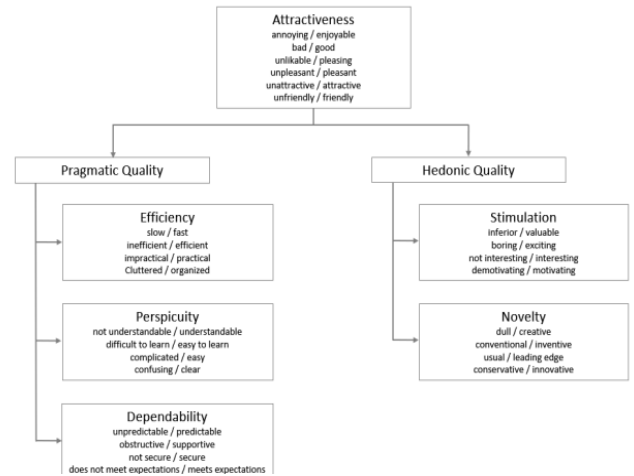 Attractiveness
annoying / enjoyable
bad / good
unlikable / pleasing
unpleasant / pleasant
unattractive / attractive
unfriendly / friendly
Pragmatic Quality
Efficiency
slow / fast
inefficient / efficient
impractical / practical
Cluttered / organized
Perspicuity
not understandable / understandable
difficult to learn / easy to learn
complicated / easy
confusing / clear
Dependability
unpredictable / predictable
obstructive / supportive
not secure / secure
does not meet expectations / meets expectations
Hedonic Quality
Stimulation
inferior / valuable
boring / exciting
not interesting / interesting
demotivating / motivating
Novelty
dull / creative
conventional / inventive
usual / leading edge
conservative / innovative